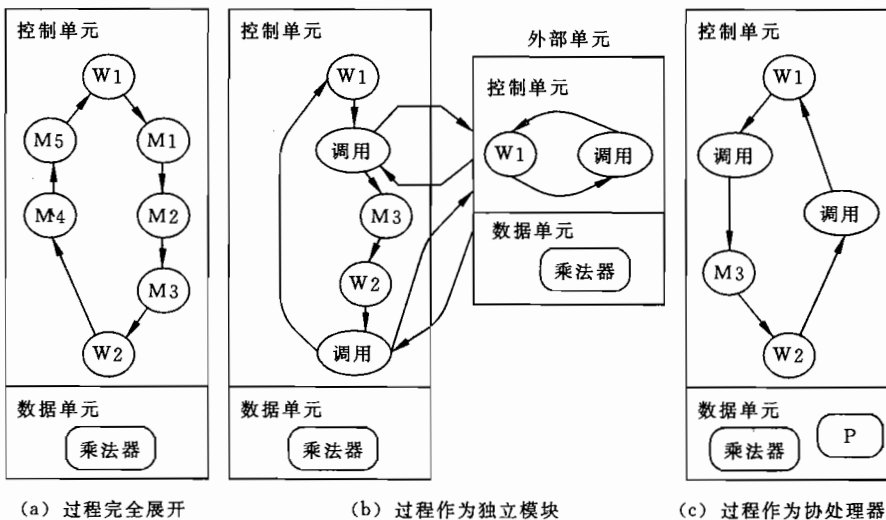 控制单元
W1
M5
M1
M4
M2
M3
W2
数据单元
乘法器
(a) 过程完全展开
控制单元
W1
调用
M3
W2
调用
数据单元
乘法器
外部单元
控制单元
W1
调用
数据单元
乘法器
(b) 过程作为独立模块
控制单元
W1
调用
调用
M3
W2
数据单元
乘法器
P
(c) 过程作为协处理器